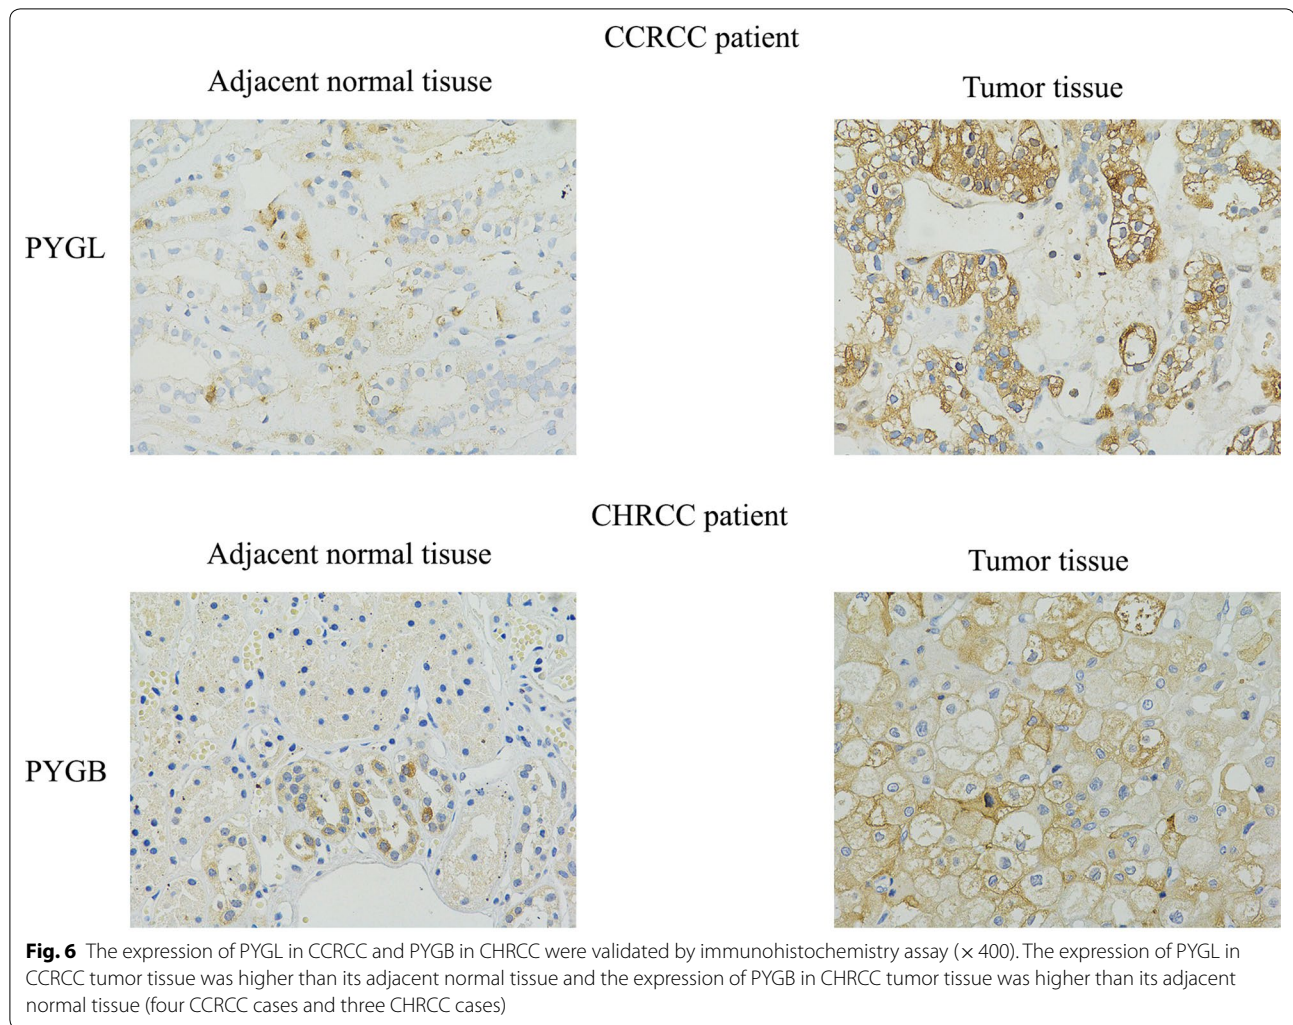 CCRCC patient
Adjacent normal tisuse
Tumor tissue
PYGL
CHRCC patient
Adjacent normal tisuse
Tumor tissue
PYGB
Fig. 6 The expression of PYGL in CCRCC and PYGB in CHRCC were validated by immunohistochemistry assay (× 400). The expression of PYGL in
CCRCC tumor tissue was higher than its adjacent normal tissue and the expression of PYGB in CHRCC tumor tissue was higher than its adjacent
normal tissue (four CCRCC cases and three CHRCC cases)